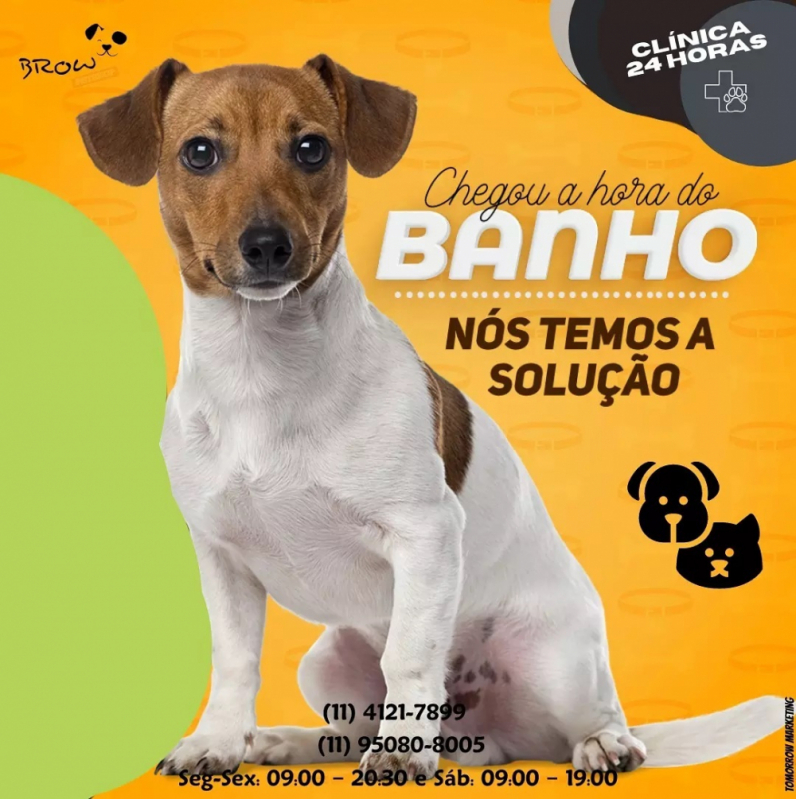 BROW
CLÍNICA
24 HORAS
Chegou a hora do
BANHO
NÓS TEMOS A
SOLUÇÃO
(11) 4121-7899
(11) 95080-8005
Seg-Sex: 09:00 – 20:30 e Sáb: 09:00 – 19:00
TOMORROW MARKETING